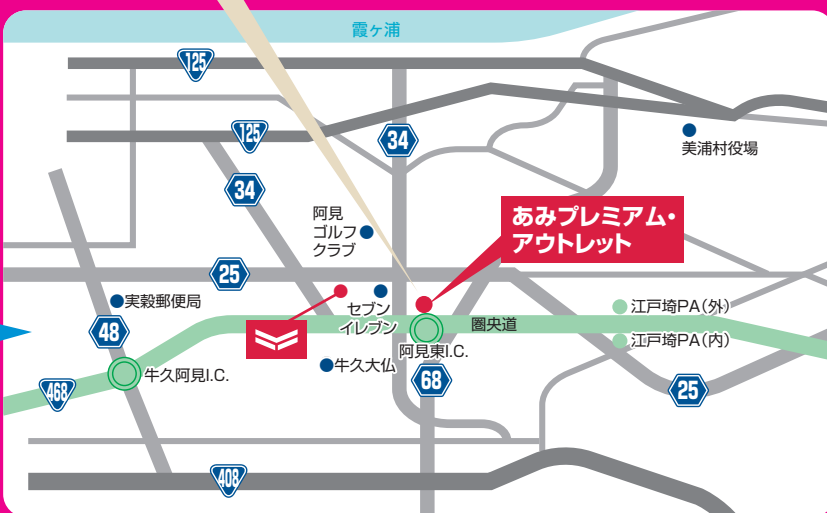 霞ヶ浦
125
125
34
美浦村役場
34
阿見
ゴルフ
クラブ
あみプレミアム・
アウトレット
25
実穀郵便局
セブン
イレブン
圏央道
江戸埼PA(外)
江戸埼PA(内)
48
阿見東I.C.
牛久大仏
牛久阿見I.C.
68
25
468
408